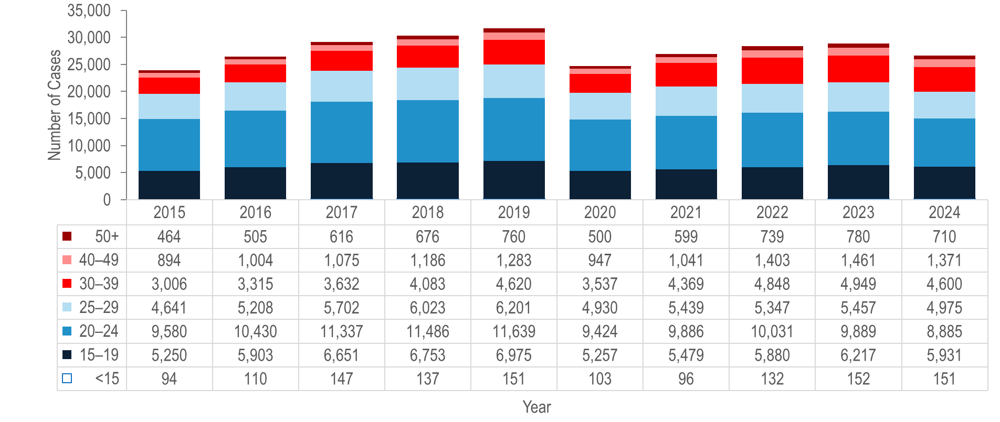 35,000
30,000
25,000
20,000
15,000
10,000
5,000
0
Number of Cases
2015 2016 2017 2018 2019 2020 2021 2022 2023 2024
50+ 464 505 616 676 760 500 599 739 780 710
40–49 894 1,004 1,075 1,186 1,283 947 1,041 1,403 1,461 1,371
30–39 3,006 3,315 3,632 4,083 4,620 3,537 4,369 4,848 4,949 4,600
25–29 4,641 5,208 5,702 6,023 6,201 4,930 5,439 5,347 5,457 4,975
20–24 9,580 10,430 11,337 11,486 11,639 9,424 9,886 10,031 9,889 8,885
15–19 5,250 5,903 6,651 6,753 6,975 5,257 5,479 5,880 6,217 5,931
<15 94 110 147 137 151 103 96 132 152 151
Year